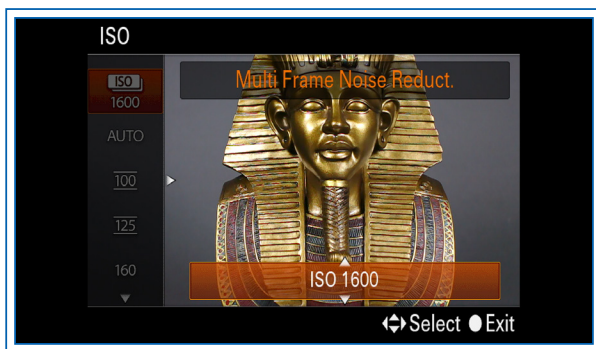 ISO
Multi Frame Noise Reduct.
ISO
1600
AUTO
100
125
160
ISO 1600
Select Exit